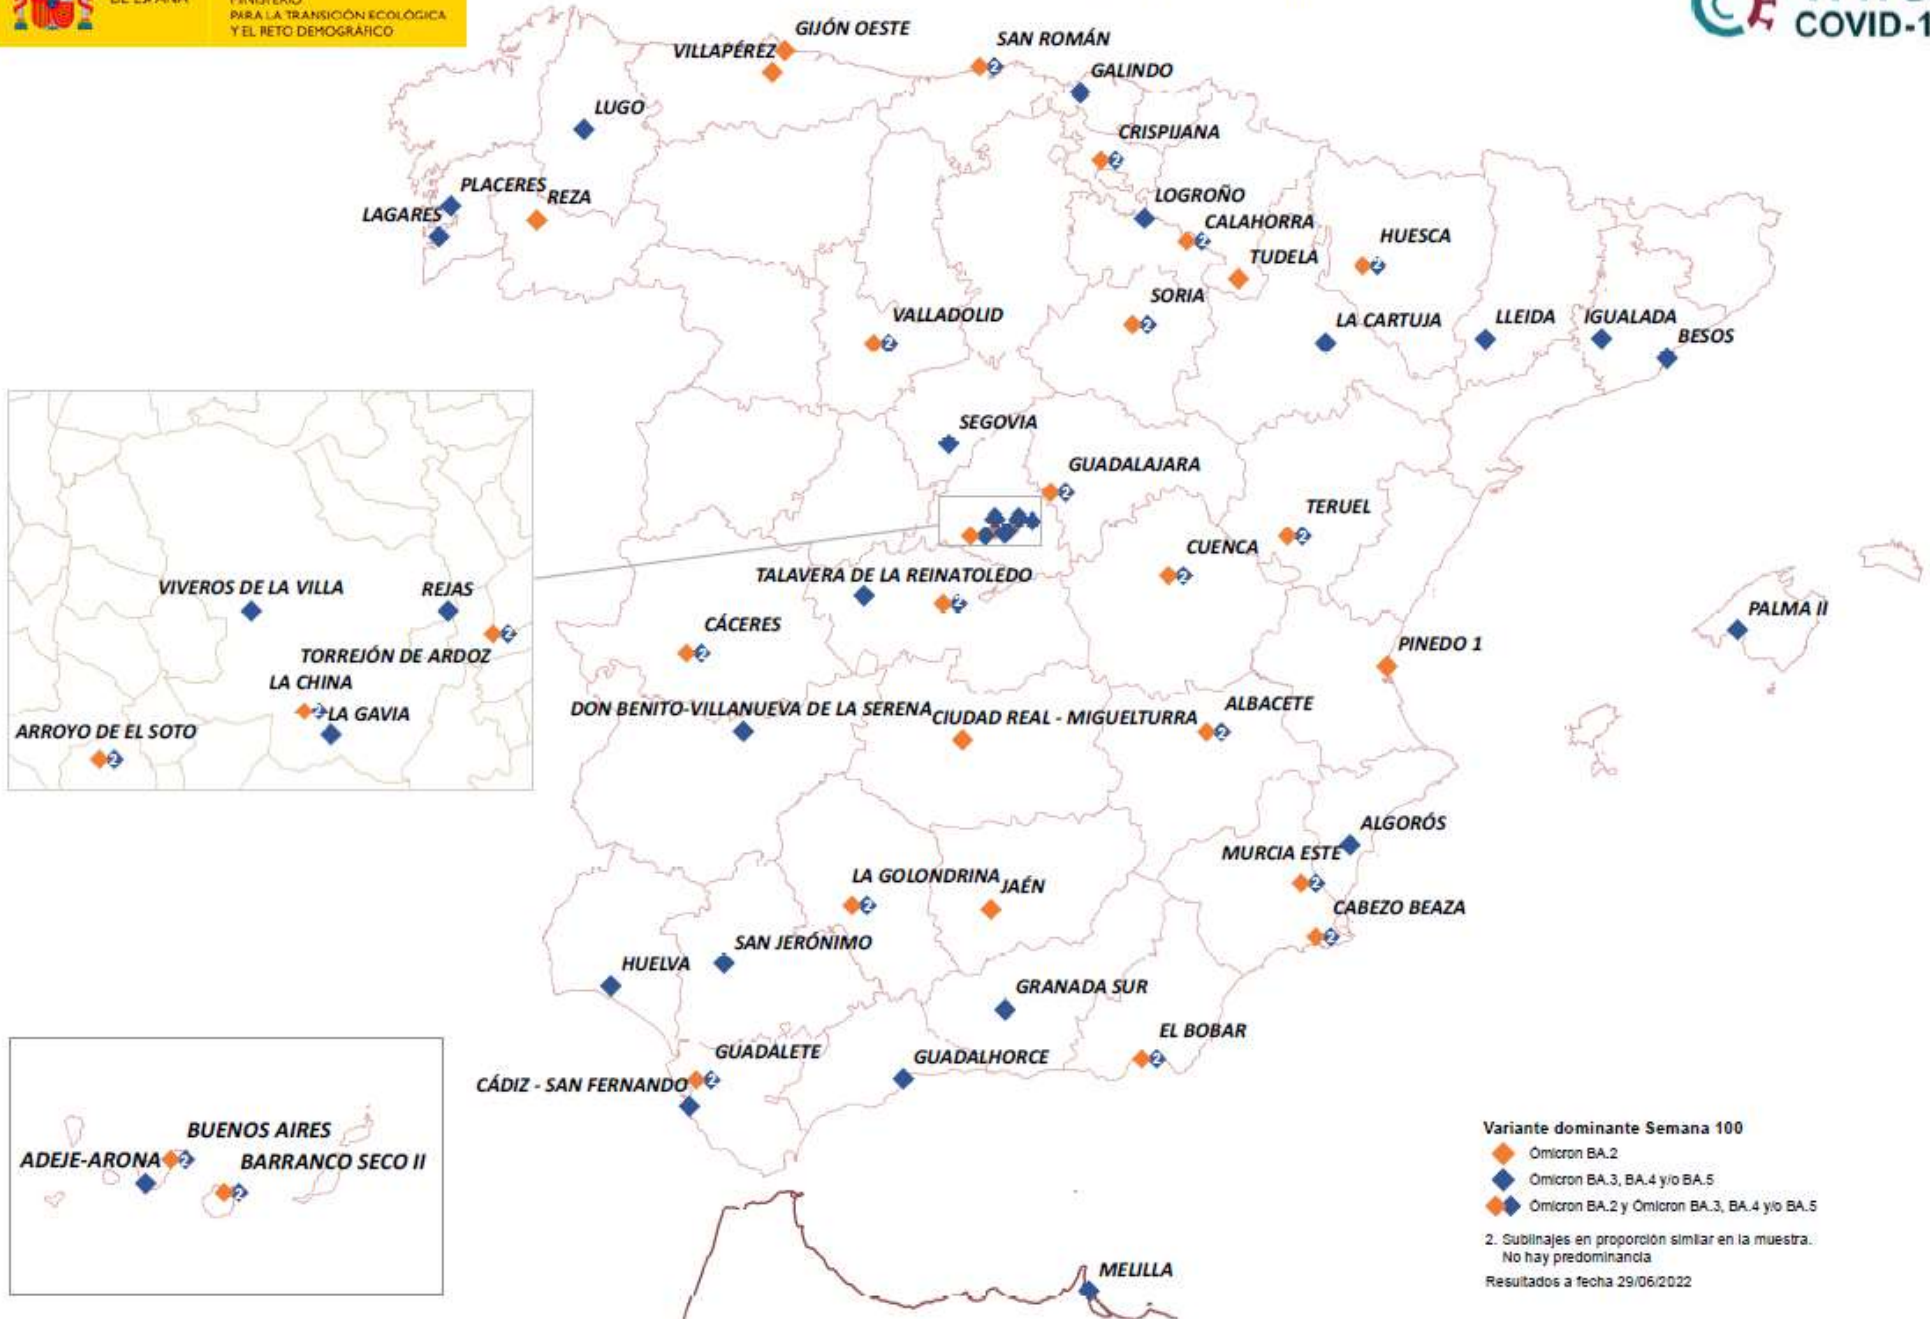 MINISTERIO
PARA LA TRANSICIÓN ECOLÓGICA
Y EL RETO DEMOGRÁFICO
COVID-1
GIJÓN OESTE
VILLAPÉREZ
SAN ROMÁN
GALINDO
LUGO
CRISPIJANA
PLACERES
REZA
LAGARES
LOGROÑO
CALAHORRA
TUDELA
HUESCA
SORIA
VALLADOLID
LA CARTUJA
LLEIDA
IGUALADA
BESOS
SEGOVIA
GUADALAJARA
TERUEL
CUENCA
TALAVERA DE LA REINA
TOLEDO
CÁCERES
PALMA II
PINEDO 1
DON BENITO-VILLANUEVA DE LA SERENA
CIUDAD REAL - MIGUELTURRA
ALBACETE
VIVEROS DE LA VILLA
REJAS
TORREJÓN DE ARDOZ
LA CHINA
LA GAVIA
ARROYO DE EL SOTO
ALGORÓS
MURCIA ESTE
LA GOLONDRINA
JAÉN
CABEZO BEAZA
SAN JERÓNIMO
HUELVA
GRANADA SUR
EL BOBAR
GUADALETE
GUADALHORCE
CÁDIZ - SAN FERNANDO
BUENOS AIRES
ADEJE-ARONA
BARRANCO SECO II
MELILLA
Variante dominante Semana 100
Ómicron BA.2
Ómicron BA.3, BA.4 y/o BA.5
Ómicron BA.2 y Ómicron BA.3, BA.4 y/o BA.5
2. Sublinajes en proporción similar en la muestra.
No hay predominancia
Resultados a fecha 29/06/2022